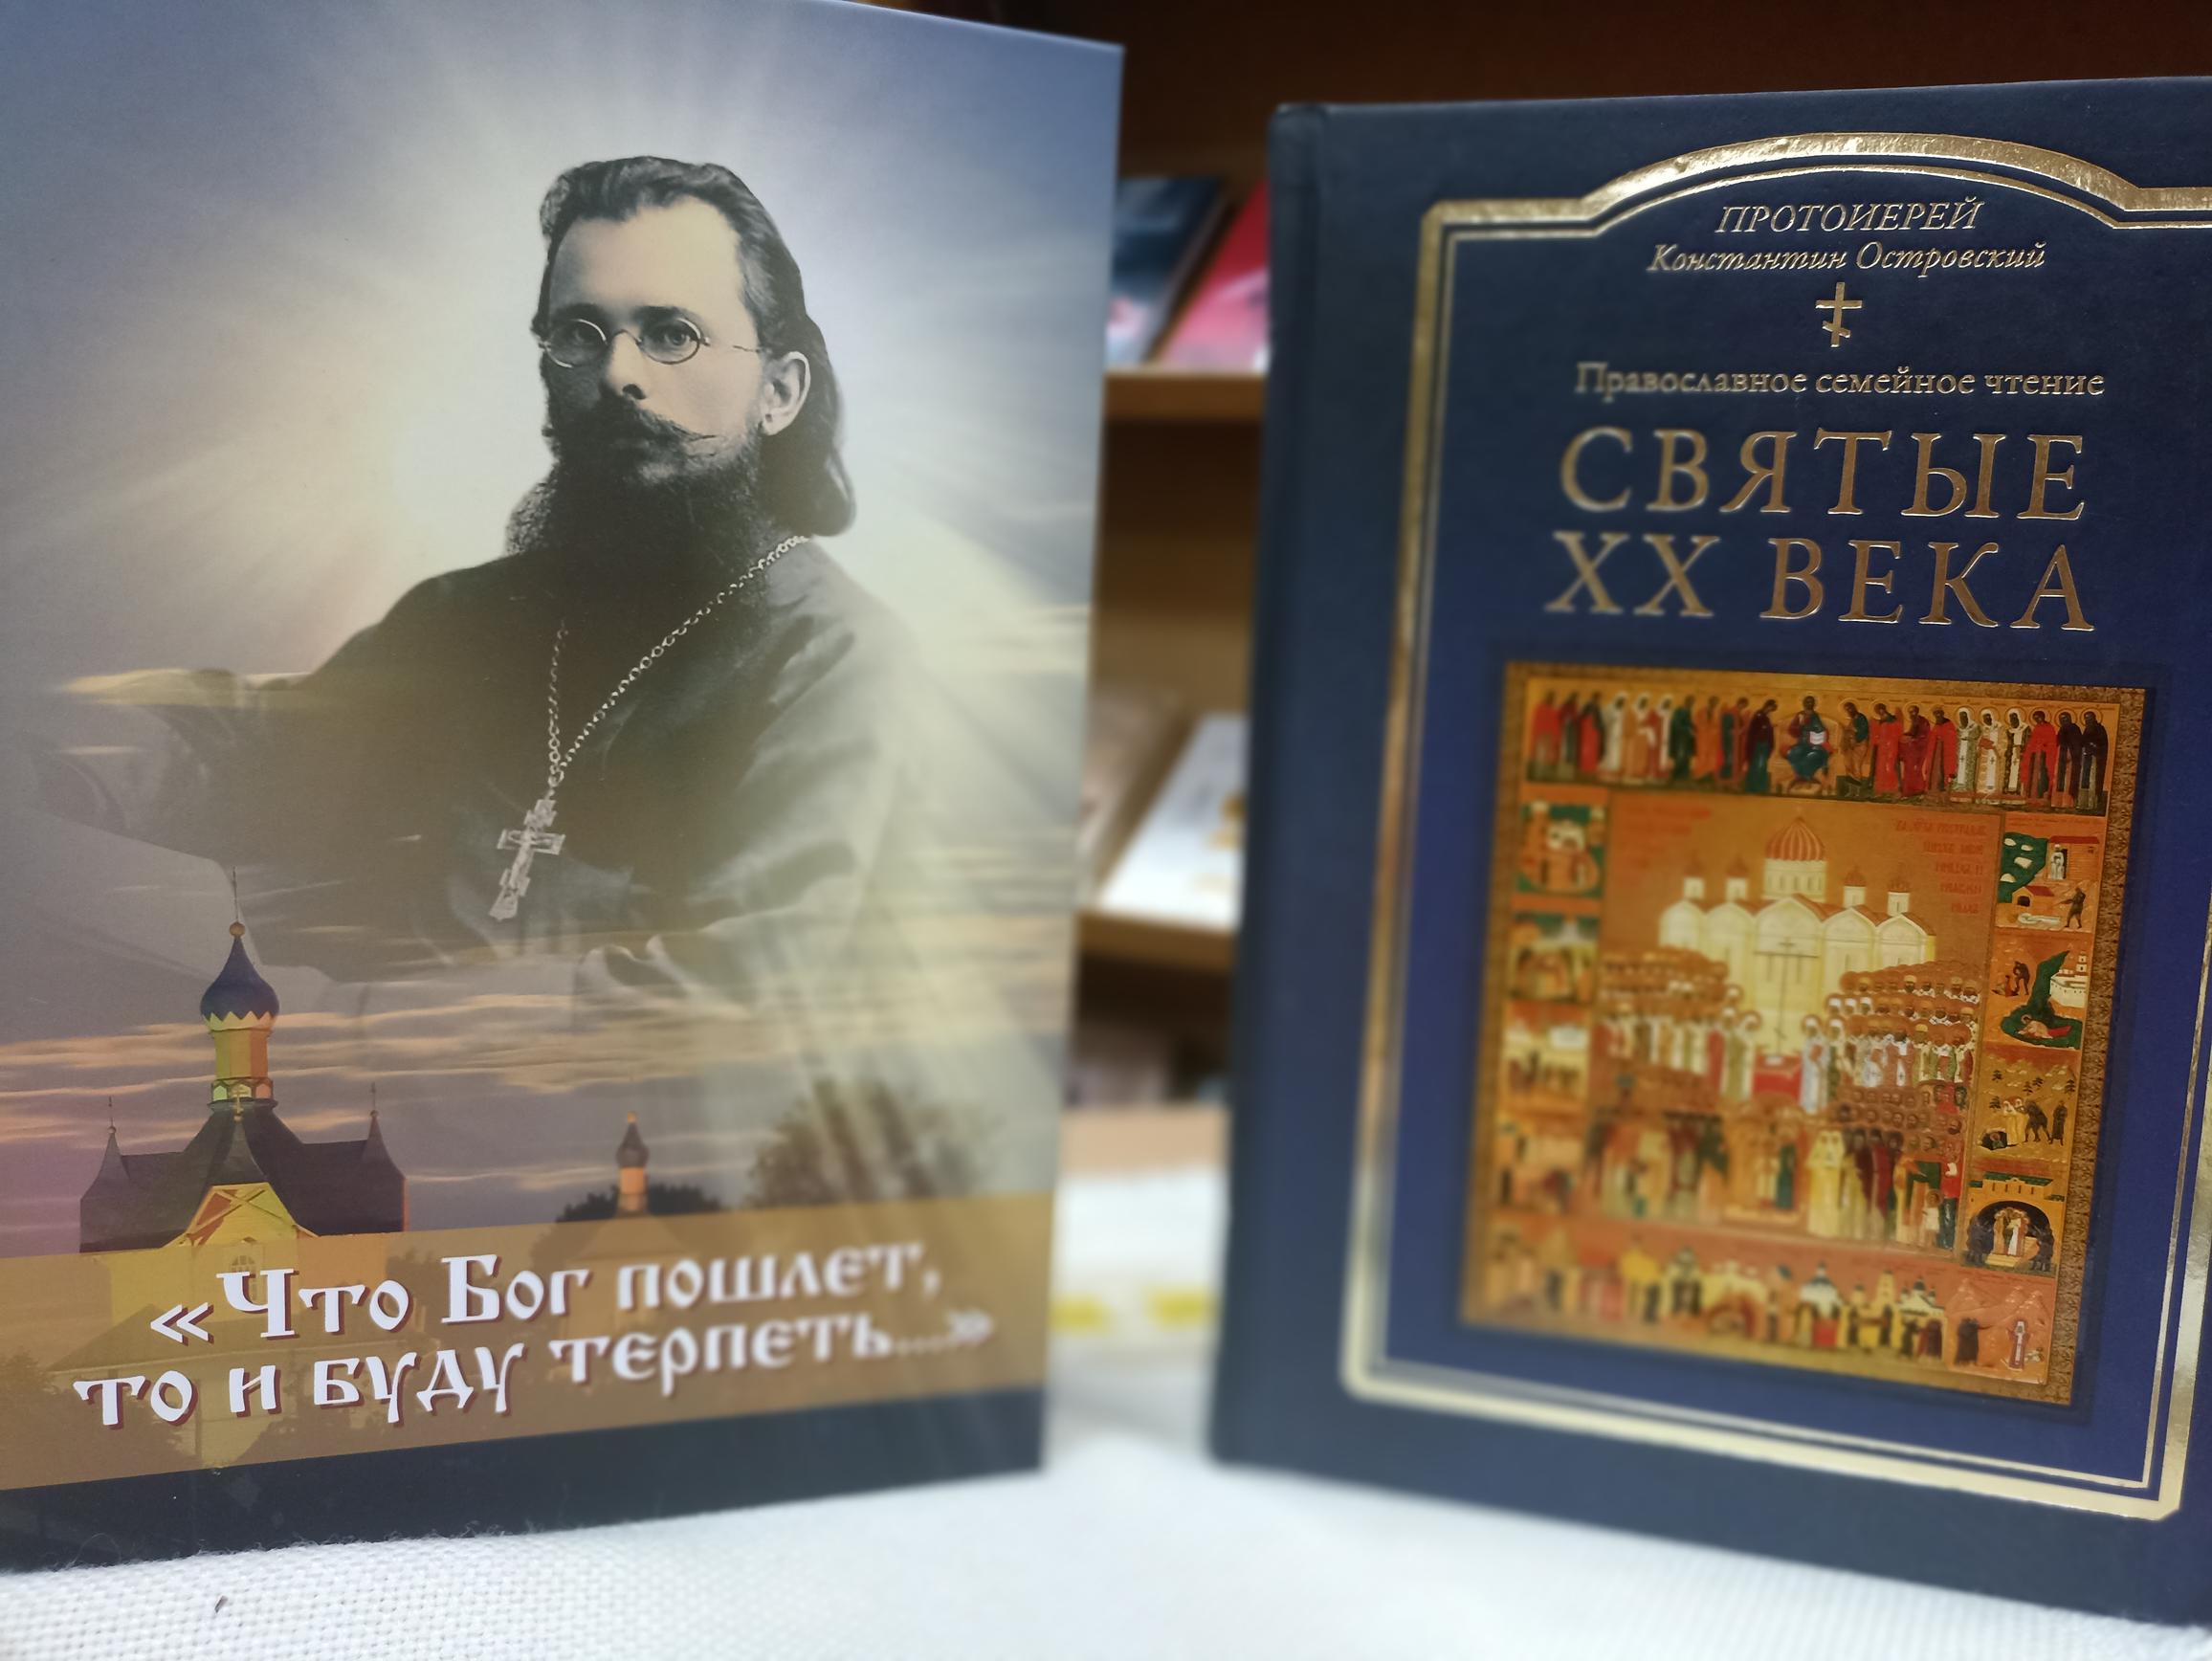 «Что Бог пошлет,
то и буду терпеть...»
ПРОТОИЕРЕЙ
Константин Островский
Православное семейное чтение
СВЯТЫЕ
XX ВЕКА